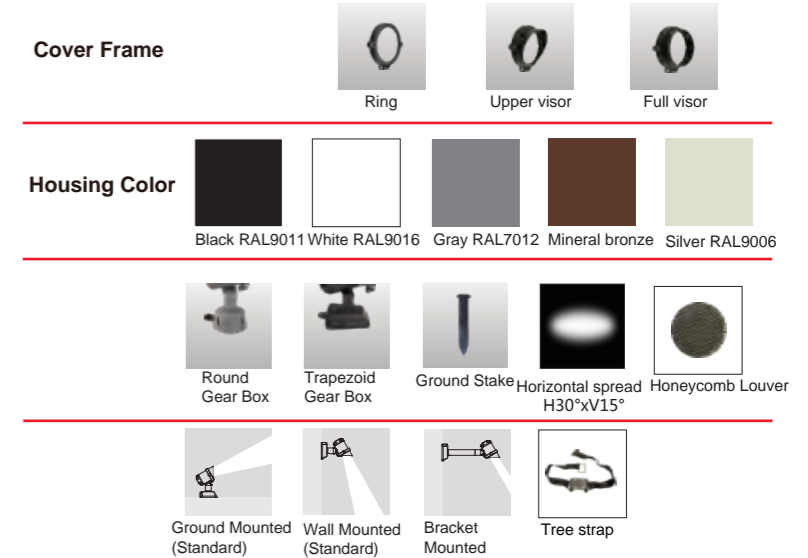 Cover Frame
Ring
Upper visor
Full visor
Housing Color
Black RAL9011
White RAL9016
Gray RAL7012
Mineral bronze
Silver RAL9006
Round
Gear Box
Trapezoid
Gear Box
Ground Stake
Horizontal spread
H30°xV15°
Honeycomb Louver
Ground Mounted
(Standard)
Wall Mounted
(Standard)
Bracket
Mounted
Tree strap